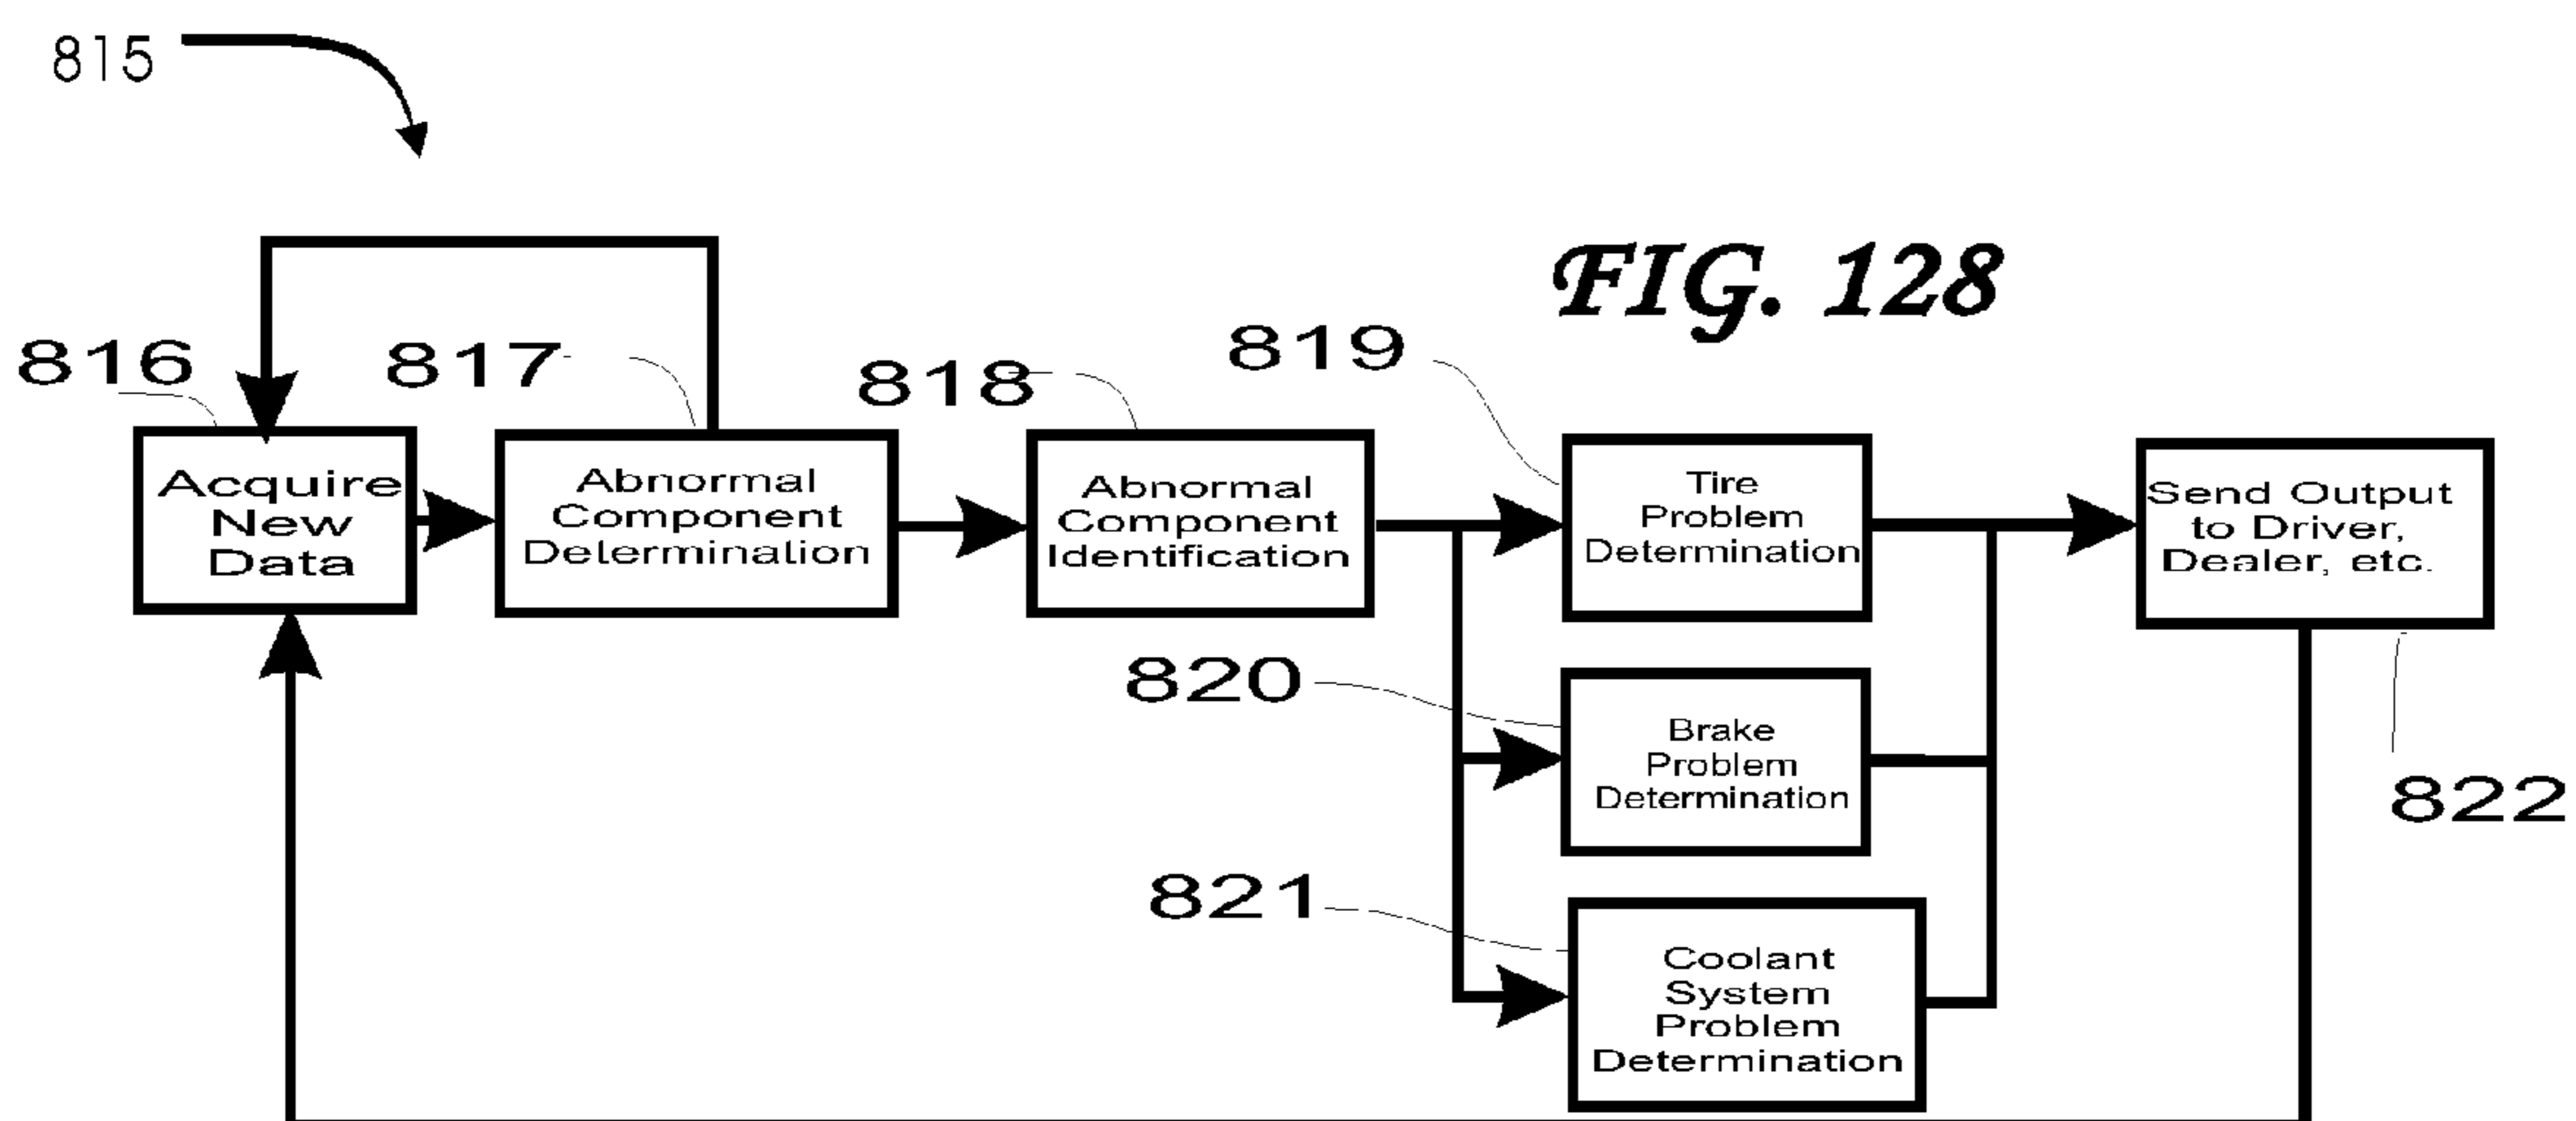 815
FIG. 128
816
817
818
819
Acquire
New
Data
Abnormal
Component
Determination
Abnormal
Component
Identification
Tire
Problem
Determination
Send Output
to Driver,
Dealer, etc.
820
Brake
Problem
Determination
822
821
Coolant
System
Problem
Determination